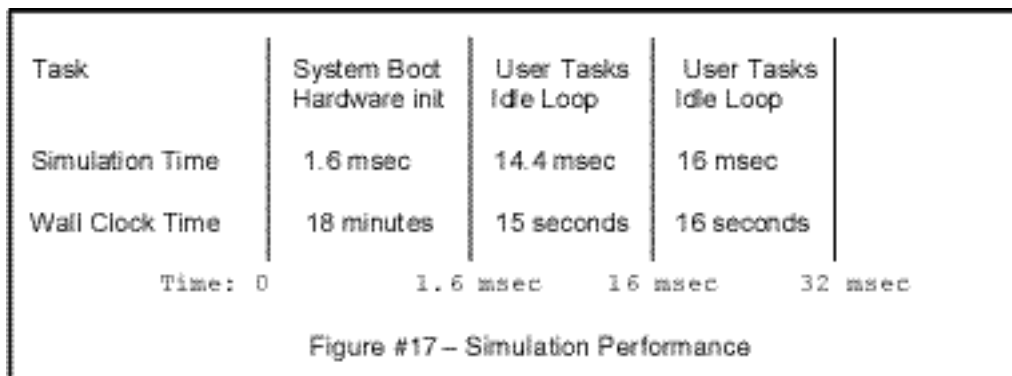 Task System Boot User Tasks User Tasks
Hardware init Idle Loop Idle Loop
Simulation Time 1.6 msec 14.4 msec 16 msec
Wall Clock Time 18 minutes 15 seconds 16 seconds
Time: 0 1.6 msec 16 msec 32 msec
Figure #17 – Simulation Performance